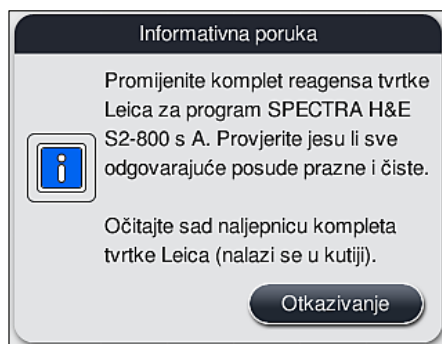 Informativna poruka
Promijenite komplet reagensa tvrtke
Leica za program SPECTRA H&E
S2-800 s A. Provjerite jesu li sve
odgovarajuće posude prazne i čiste.
Očitajte sad naljepnicu kompleta
tvrtke Leica (nalazi se u kutiji).
Otkazivanje